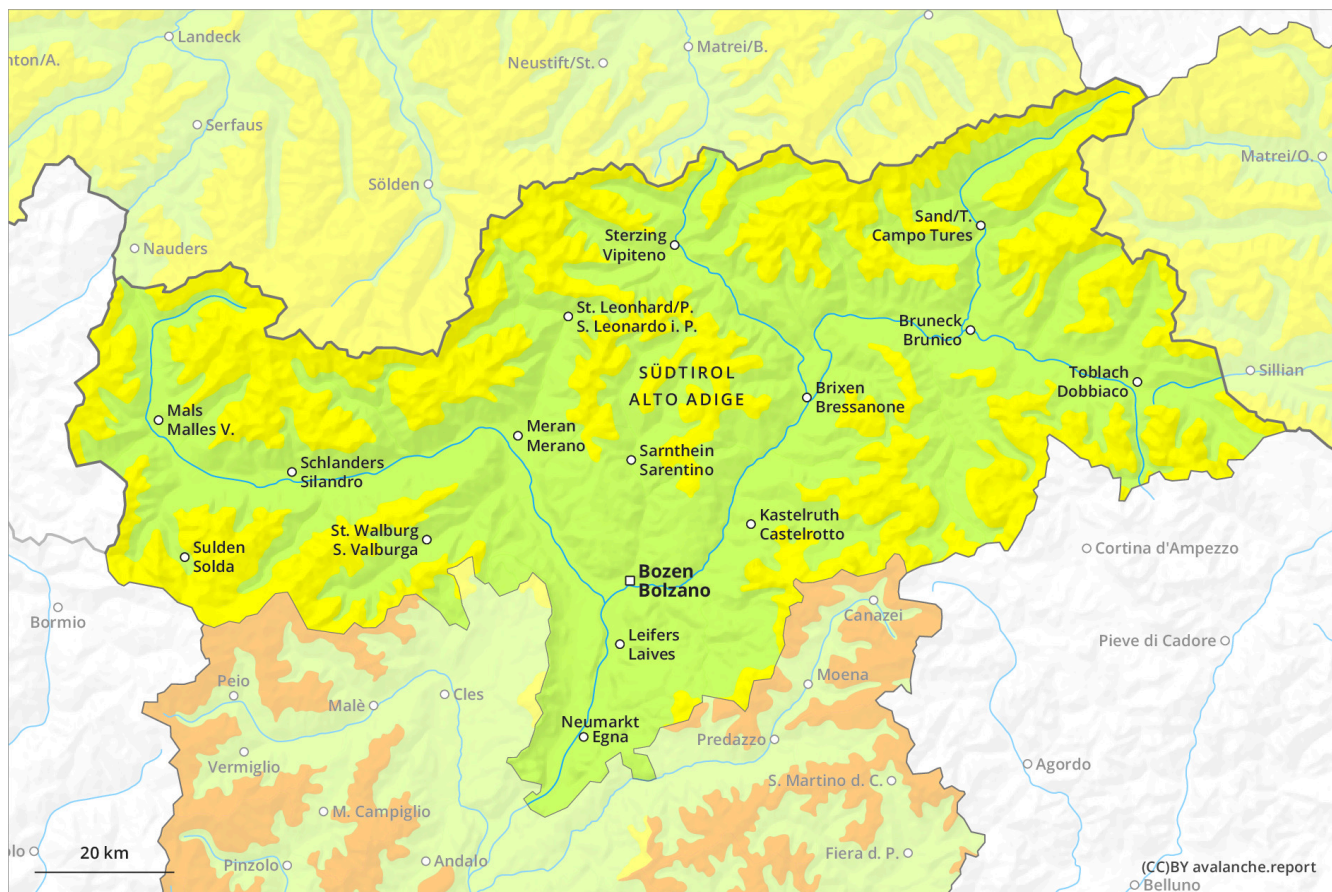 Landeck
Matrei/B.
nton/A.
Neustift/St.
Serfaus
Matrei/O.
Sölden
Sand/T.
Campo Tures
Sterzing
Vipiteno
Nauders
St. Leonhard/P.
S. Leonardo i. P.
Bruneck
Brunico
SÜDTIROL
ALTO ADIGE
Toblach
Dobbiaco
Sillian
Brixen
Bressanone
Mals
Malles V.
Meran
Merano
Sarnthein
Sarentino
Schlanders
Silandro
Kastelruth
Castelrotto
St. Walburg
S. Valburga
Sulden
Solda
Cortina d'Ampezzo
Bozen
Bolzano
Bormio
Canazei
Leifers
Laives
Pieve di Cadore
Peio
Moena
Malè
Cles
Neumarkt
Egna
Predazzo
Vermiglio
Agordo
S. Martino d. C.
M. Campiglio
20 km
olo
Pinzolo
Andalo
Fiera d. P.
(CC)BY avalanche.report
Belluno